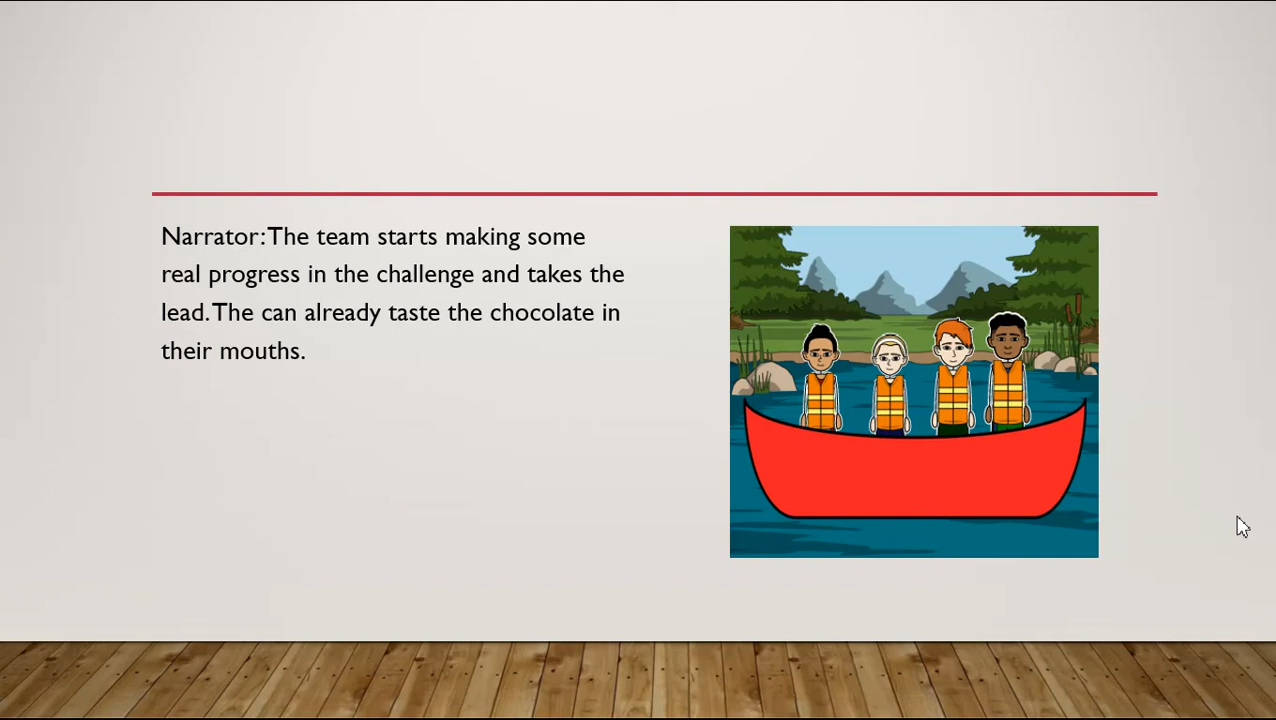 Narrator: The team starts making some
real progress in the challenge and takes the
lead. The can already taste the chocolate in
their mouths.